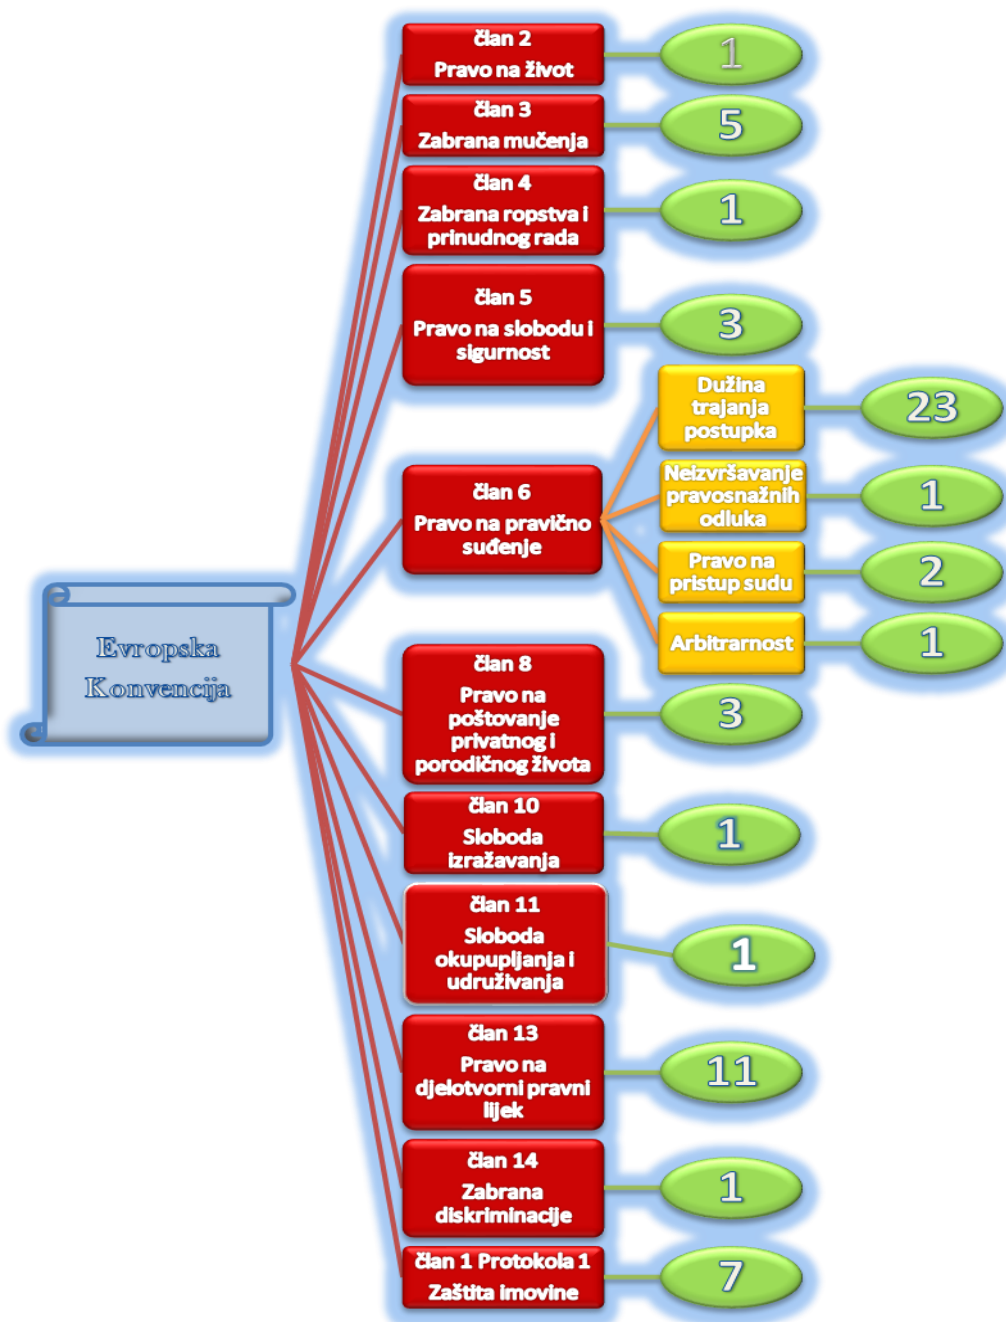 član 2
Pravo na život
1
član 3
Zabrana mučenja
5
član 4
Zabrana ropstva i
prinudnog rada
1
član 5
Pravo na slobodu i
sigurnost
3
član 6
Pravo na pravično
suđenje
Dužina
trajanja
postupka
23
Neizvršavanje
pravosnažnih
odluka
1
Pravo na
pristup sudu
2
Arbitrarnost
1
Evropska
Konvencija
član 8
Pravo na
poštovanje
privatnog i
porodičnog života
3
član 10
Sloboda
izražavanja
1
član 11
Sloboda
okupupljanja i
udruživanja
1
član 13
Pravo na
djelotvorni pravni
lijek
11
član 14
Zabrana
diskriminacije
1
član 1 Protokola 1
Zaštita imovine
7